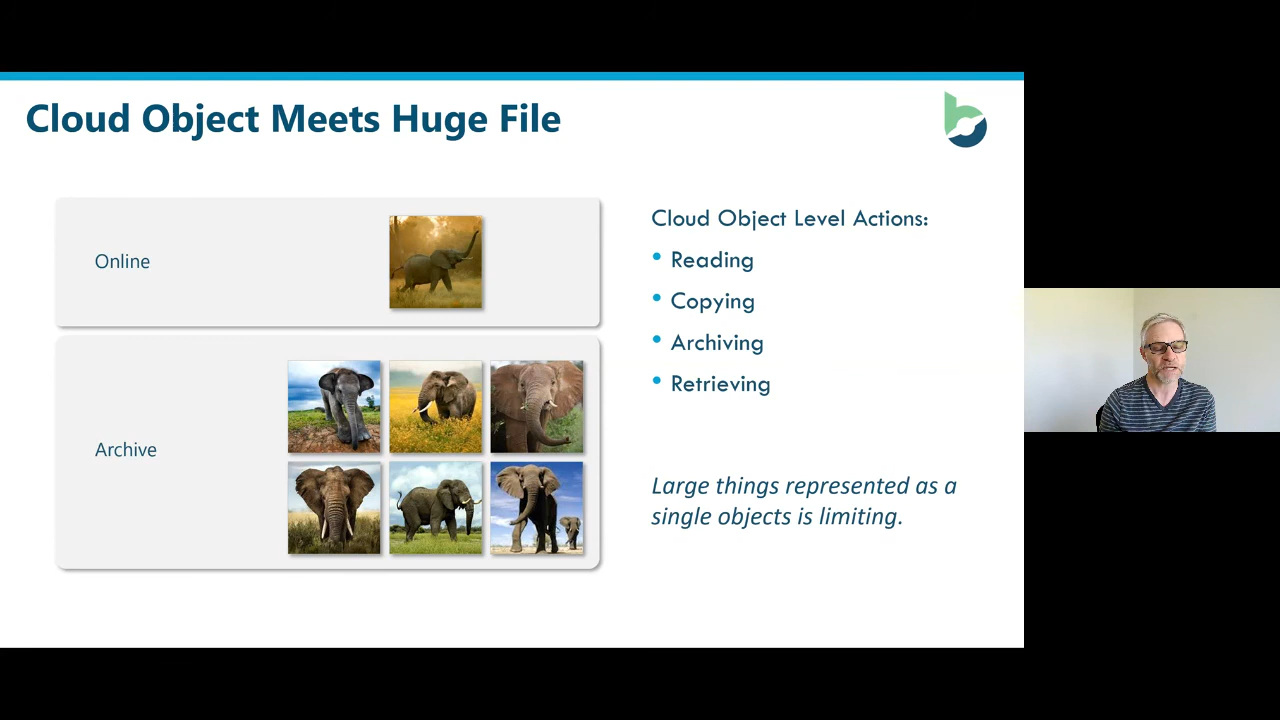 Cloud Object Meets Huge File
Online
Archive
Cloud Object Level Actions:
• Reading
• Copying
• Archiving
• Retrieving
Large things represented as a
single objects is limiting.